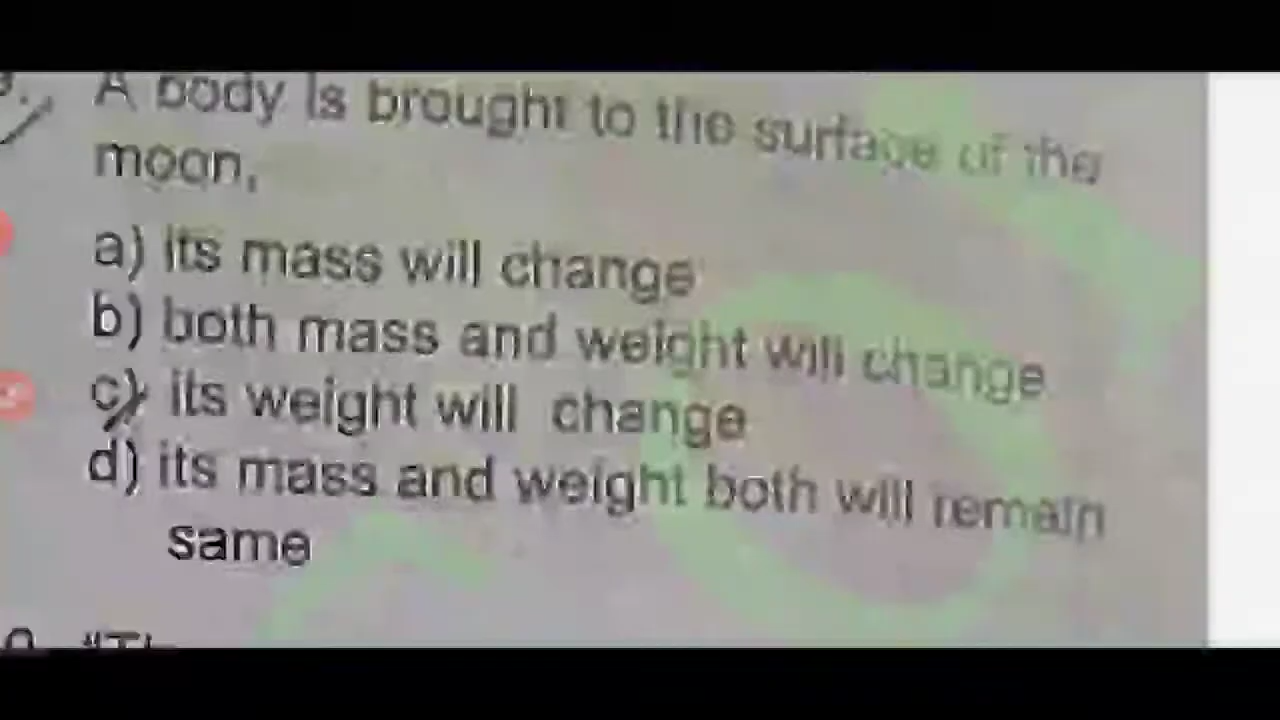 A body is brought to the surface of the
moon,
a) its mass will change
b) both mass and weight will change
c) its weight will change
d) its mass and weight both will remain
same